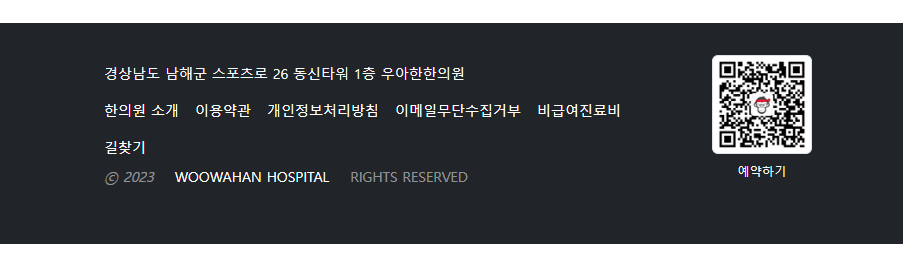 경상남도 남해군 스포츠로 26 동신타워 1층 우아한한의원
한의원 소개 이용약관 개인정보처리방침 이메일무단수집거부 비급여진료비
길찾기
© 2023 WOOWAHAN HOSPITAL RIGHTS RESERVED
예약하기